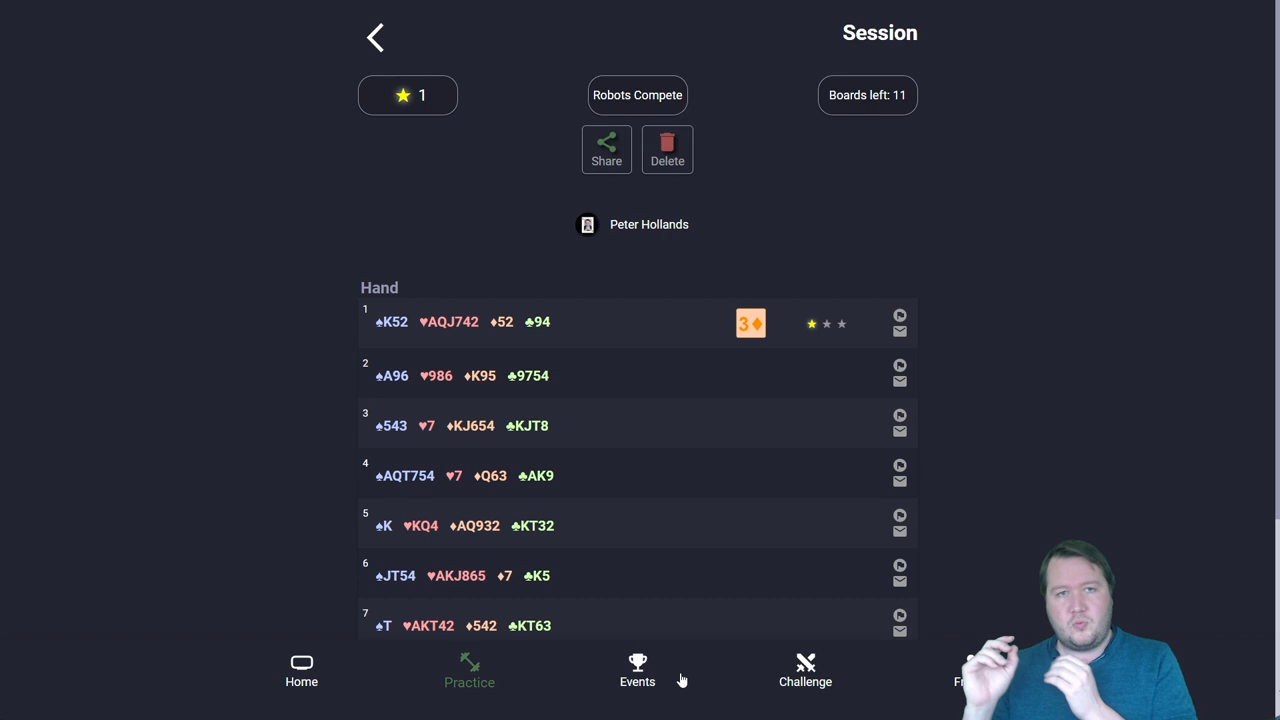 Session
1
Robots Compete
Boards left: 11
Share
Delete
Peter Hollands
Hand
1
♠K52 ♥AQJ742 ♦52 ♣94
3♦
2
♠A96 ♥986 ♦K95 ♣9754
3
♠543 ♥7 ♦KJ654 ♣KJT8
4
♠AQT754 ♥7 ♦Q63 ♣AK9
5
♠K ♥KQ4 ♦AQ932 ♣KT32
6
♠JT54 ♥AKJ865 ♦7 ♣K5
7
♠T ♥AKT42 ♦542 ♣KT63
Home
Practice
Events
Challenge